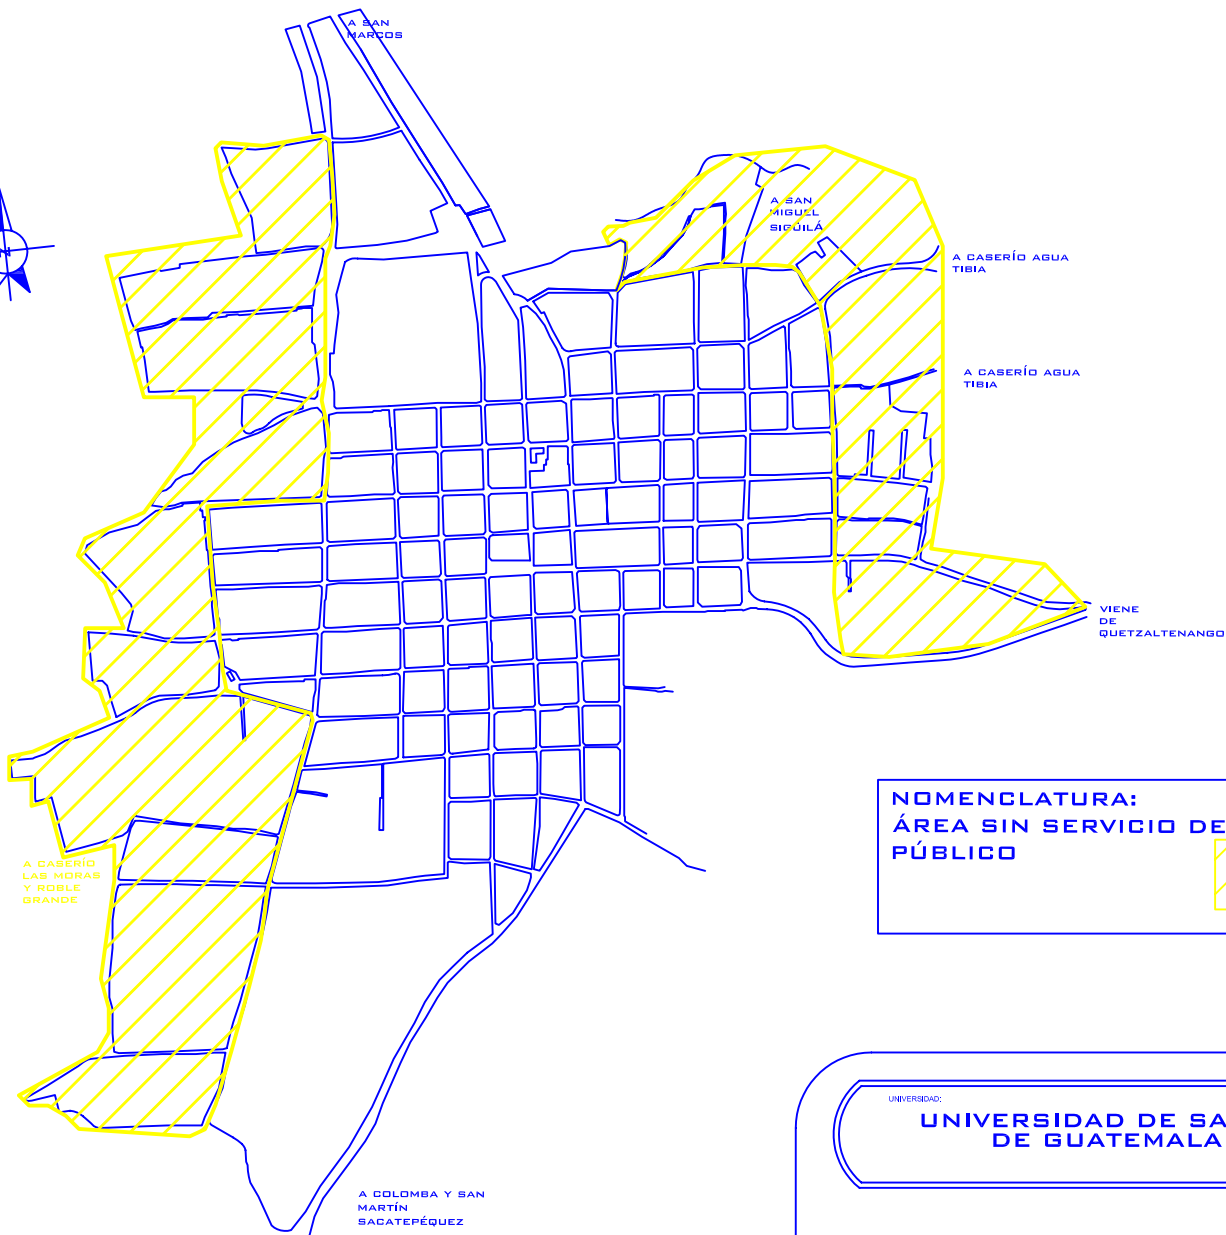 A SAN
MARCOS
A SAN
MIGUEL
SIGÜILÁ
A CASERÍO AGUA
TIBIA
A CASERÍO AGUA
TIBIA
VIENE
DE
QUETZALTENANGO
NOMENCLATURA:
ÁREA SIN SERVICIO DE
PÚBLICO
A CASERÍO
LAS MORAS
Y ROBLE
GRANDE
UNIVERSIDAD:
UNIVERSIDAD DE SA
DE GUATEMALA
A COLOMBA Y SAN
MARTÍN
SACATEPÉQUEZ